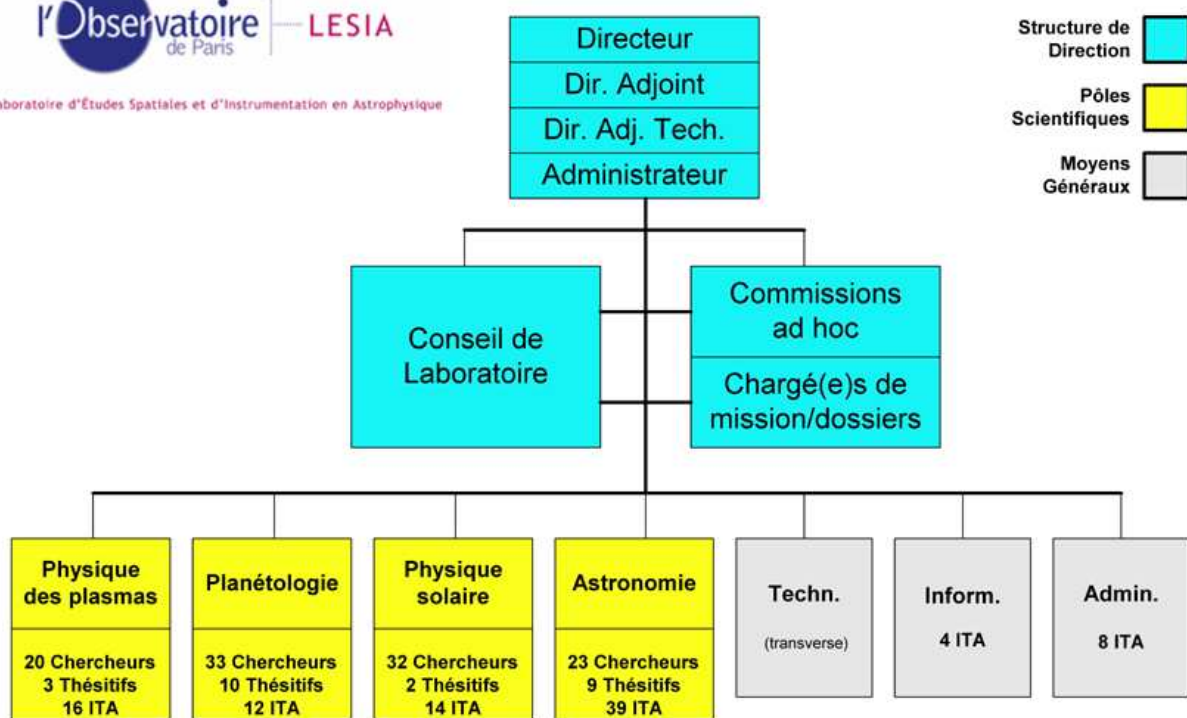 l'Observatoire
de Paris
LESIA
aboratoire d'Études Spatiales et d'Instrumentation en Astrophysique
Directeur
Dir. Adjoint
Dir. Adj. Tech.
Administrateur
Structure de
Direction
Pôles
Scientifiques
Moyens
Généraux
Conseil de
Laboratoire
Commissions
ad hoc
Chargé(e)s de
mission/dossiers
Physique
des plasmas
20 Chercheurs
3 Thésitifs
16 ITA
Planétologie
33 Chercheurs
10 Thésitifs
12 ITA
Physique
solaire
32 Chercheurs
2 Thésitifs
14 ITA
Astronomie
23 Chercheurs
9 Thésitifs
39 ITA
Techn.
(transverse)
Inform.
4 ITA
Admin.
8 ITA